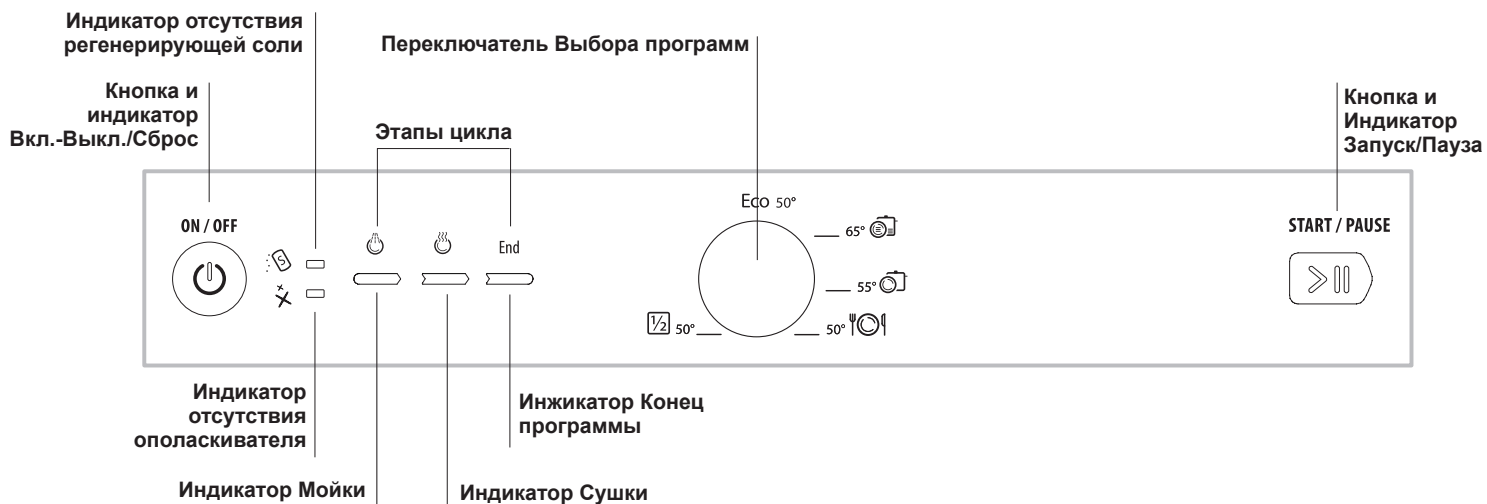 Индикатор отсутствия
регенерирующей соли
Переключатель Выбора программ
Кнопка и
индикатор
Вкл.-Выкл./Сброс
Этапы цикла
Кнопка и
Индикатор
Запуск/Пауза
ON / OFF
S
End
Eco 50°
65°
55°
50°
1/2 50°
START / PAUSE
Индикатор
отсутствия
ополаскивателя
Инжикатор Конец
программы
Индикатор Мойки
Индикатор Сушки